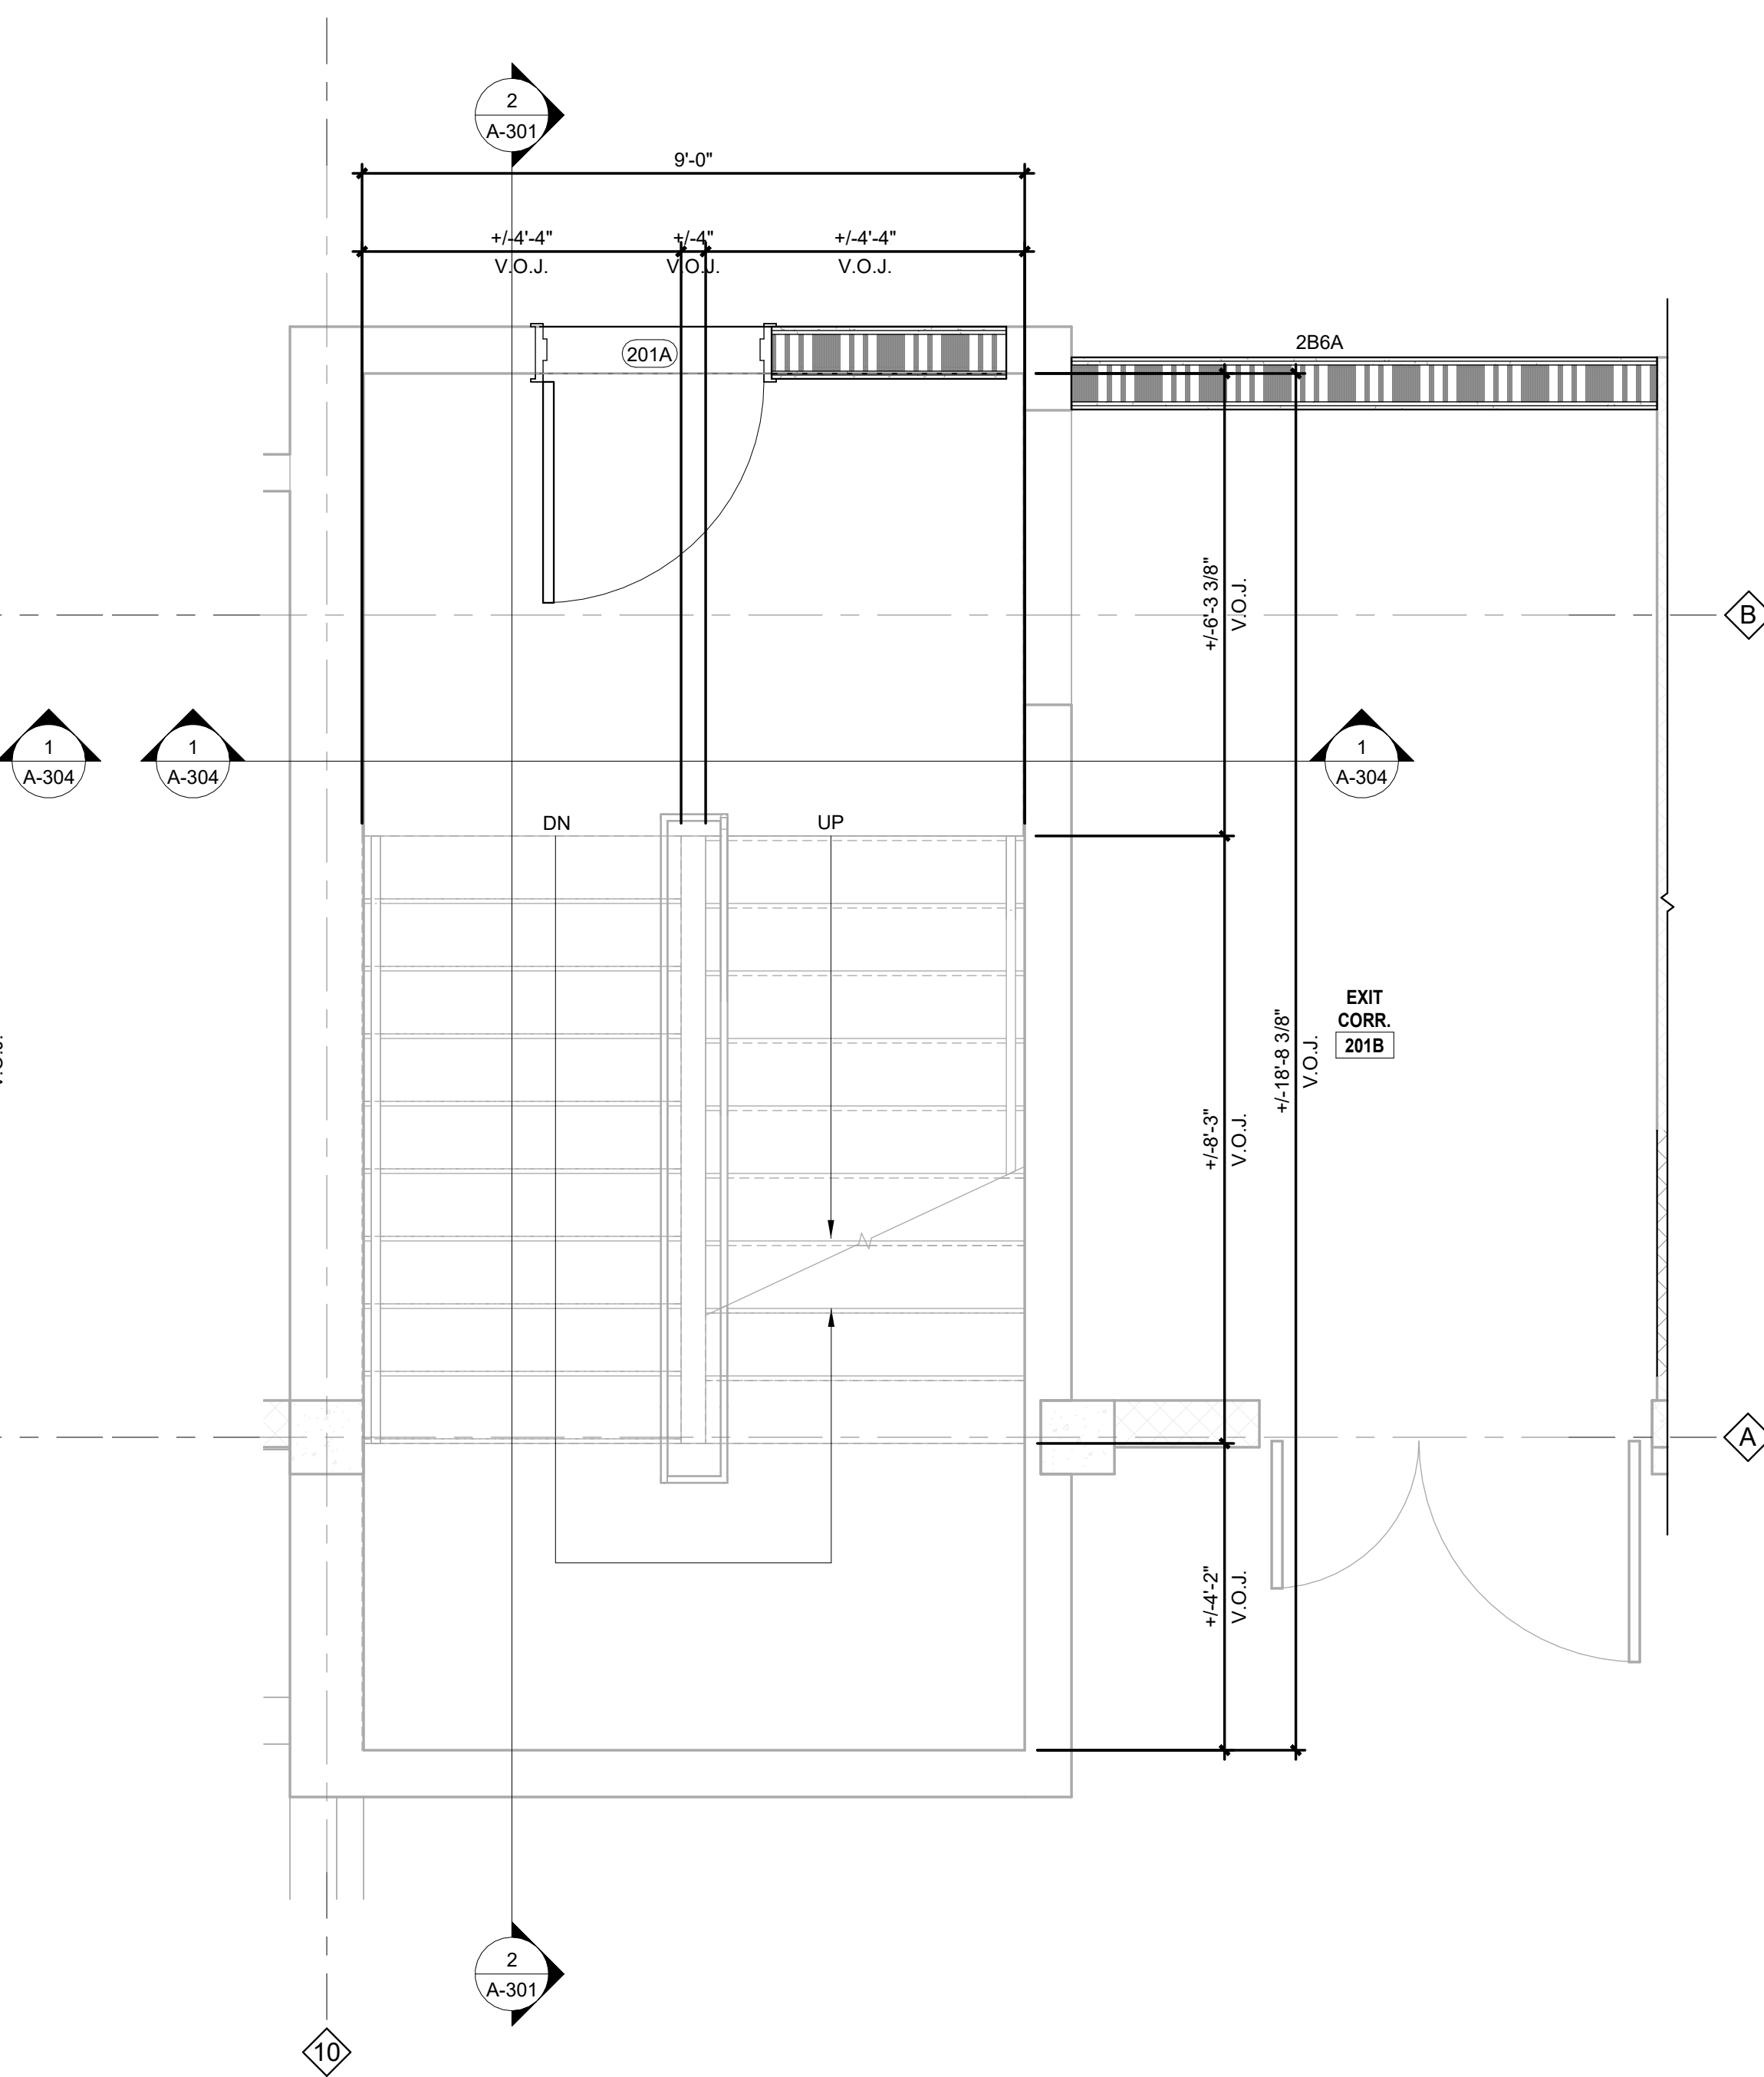 2
A-301
9'-0"
+/-4'-4"
V.O.J.
+/-4"
V.O.J.
+/-4'-4"
V.O.J.
201A
2B6A
+/-6'-3 3/8"
V.O.J.
B
1
A-304
1
A-304
1
A-304
DN
UP
EXIT
CORR.
201B
+/-18'-8 3/8"
V.O.J.
V.O.J.
+/-8'-3"
V.O.J.
A
+/-4'-2"
V.O.J.
2
A-301
10